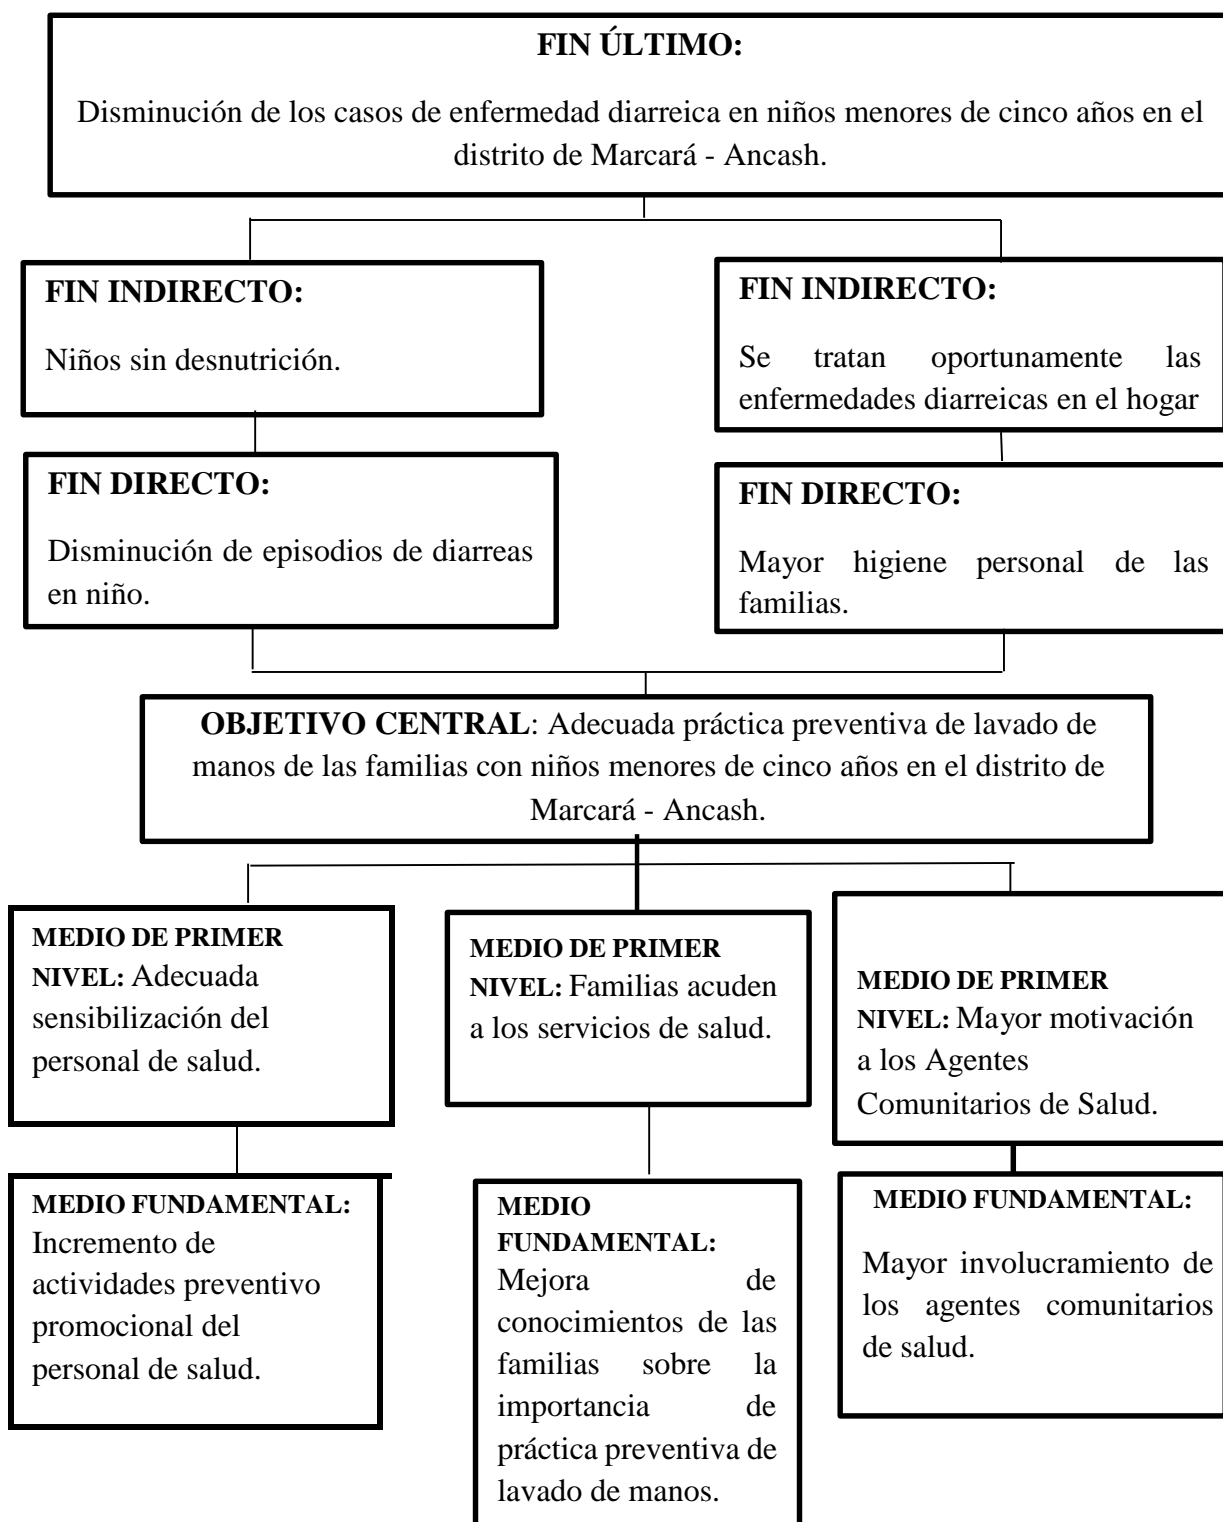 FIN ÚLTIMO:
Disminución de los casos de enfermedad diarreica en niños menores de cinco años en el
distrito de Marcará - Ancash.
FIN INDIRECTO:
Niños sin desnutrición.
FIN INDIRECTO:
Se tratan oportunamente las
enfermedades diarreicas en el hogar
FIN DIRECTO:
Disminución de episodios de diarreas
en niño.
FIN DIRECTO:
Mayor higiene personal de las
familias.
OBJETIVO CENTRAL: Adecuada práctica preventiva de lavado de
manos de las familias con niños menores de cinco años en el distrito de
Marcará - Ancash.
MEDIO DE PRIMER
NIVEL: Adecuada
sensibilización del
personal de salud.
MEDIO DE PRIMER
NIVEL: Familias acuden
a los servicios de salud.
MEDIO DE PRIMER
NIVEL: Mayor motivación
a los Agentes
Comunitarios de Salud.
MEDIO FUNDAMENTAL:
Incremento de
actividades preventivo
promocional del
personal de salud.
MEDIO
FUNDAMENTAL:
Mejora de
conocimientos de las
familias sobre la
importancia de
práctica preventiva de
lavado de manos.
MEDIO FUNDAMENTAL:
Mayor involucramiento de
los agentes comunitarios
de salud.